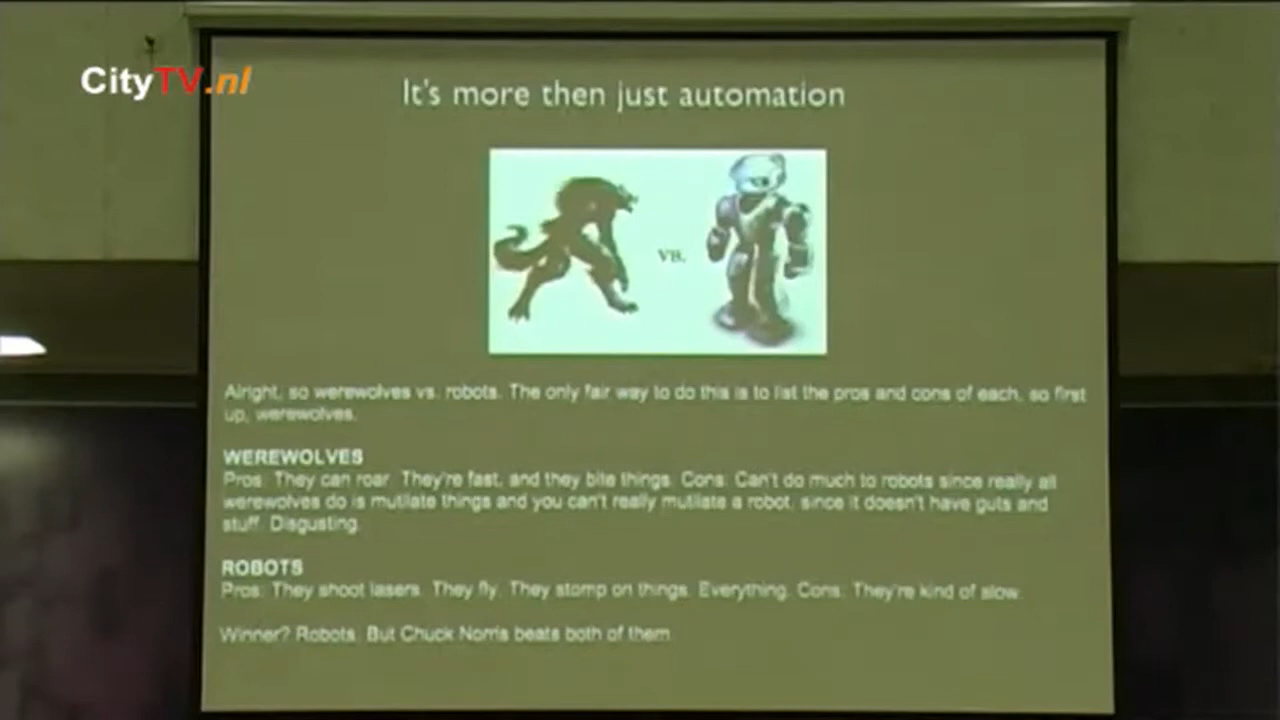 CityTV.nl
It's more then just automation
vs.
Alright, so werewolves vs. robots. The only fair way to do this is to list the pros and cons of each, so first
up, werewolves.
WEREWOLVES
Pros: They can roar. They're fast, and they bite things. Cons: Can't do much to robots since really all
werewolves do is mutilate things and you can't really mutilate a robot, since it doesn't have guts and
stuff. Disgusting.
ROBOTS
Pros: They shoot lasers. They fly. They stomp on things. Everything. Cons: They're kind of slow.
Winner? Robots. But Chuck Norris beats both of them.